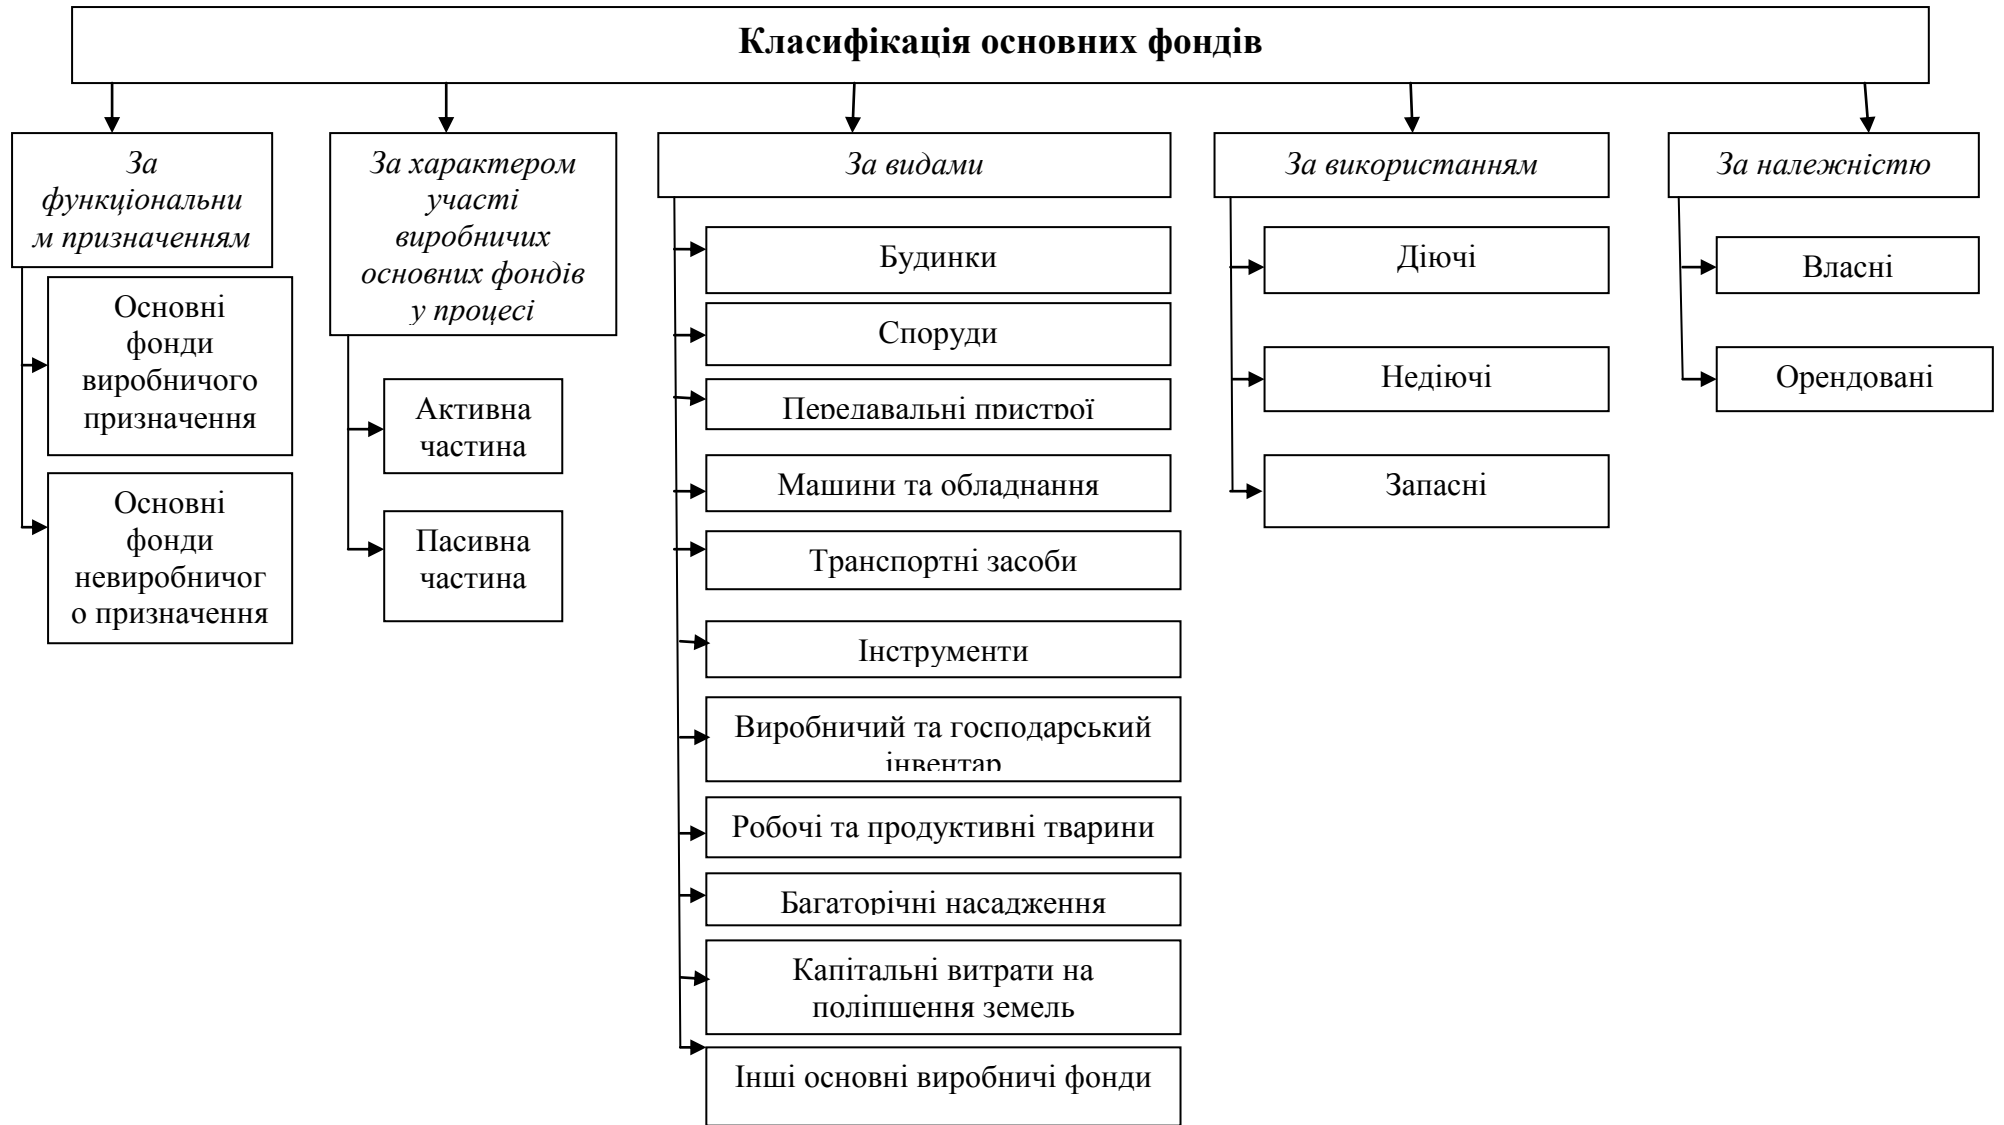 Класифікація основних фондів
За
функціональни
м призначенням
Основні
фонди
виробничого
призначення
Основні
фонди
невиробничог
о призначення
За характером
участі
виробничих
основних фондів
у процесі
Активна
частина
Пасивна
частина
За видами
Будинки
Споруди
Передавальні пристрої
Машини та обладнання
Транспортні засоби
Інструменти
Виробничий та господарський
інвентар
Робочі та продуктивні тварини
Багаторічні насадження
Капітальні витрати на
поліпшення земель
Інші основні виробничі фонди
За використанням
Діючі
Недіючі
Запасні
За належністю
Власні
Орендовані